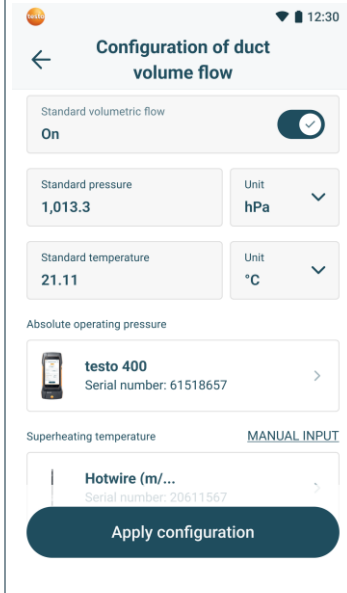 testo
12:30
Configuration of duct
volume flow
Standard volumetric flow
On
Standard pressure
1,013.3
Unit
hPa
Standard temperature
21.11
Unit
°C
Absolute operating pressure
testo 400
Serial number: 61518657
Superheating temperature
MANUAL INPUT
Hotwire (m/...
Serial number: 20611567
Apply configuration